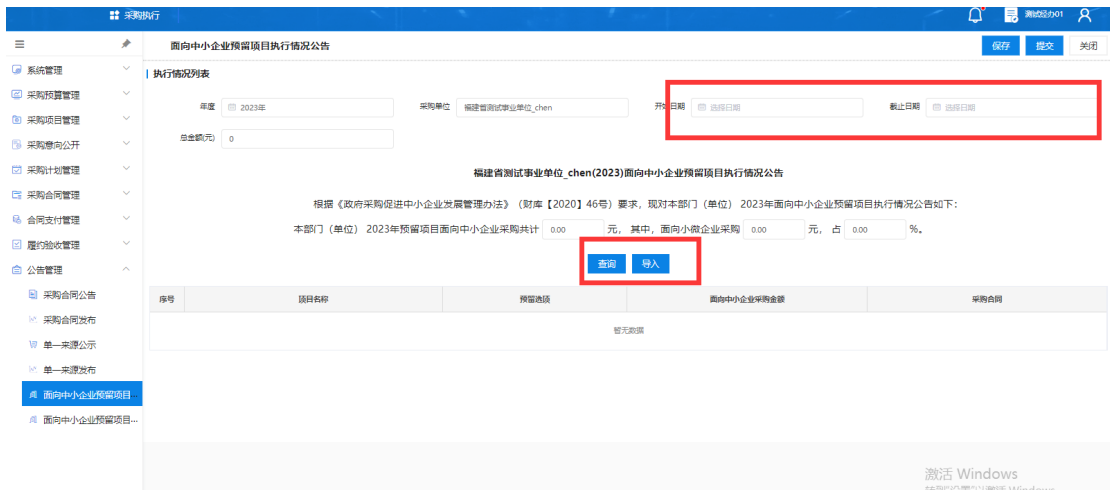 采购执行
测试经办01
面向中小企业预留项目执行情况公告
保存 提交 关闭
系统管理
采购预算管理
采购项目管理
采购意向公开
采购计划管理
采购合同管理
合同支付管理
履约验收管理
公告管理
采购合同公告
采购合同发布
单一来源公示
单一来源发布
面向中小企业预留项目...
面向中小企业预留项目...
执行情况列表
年度 2023年 采购单位 福建省测试事业单位_chen 开始日期 选择日期 截止日期 选择日期
总金额(元) 0
福建省测试事业单位_chen(2023)面向中小企业预留项目执行情况公告
根据《政府采购促进中小企业发展管理办法》（财库【2020】46号）要求，现对本部门（单位） 2023年面向中小企业预留项目执行情况公告如下：
本部门（单位） 2023年预留项目面向中小企业采购共计 0.00 元， 其中，面向小微企业采购 0.00 元， 占 0.00 %。
查询 导入
序号 项目名称 预留选项 面向中小企业采购金额 采购合同
暂无数据
激活 Windows
转到"设置"以激活 Windows